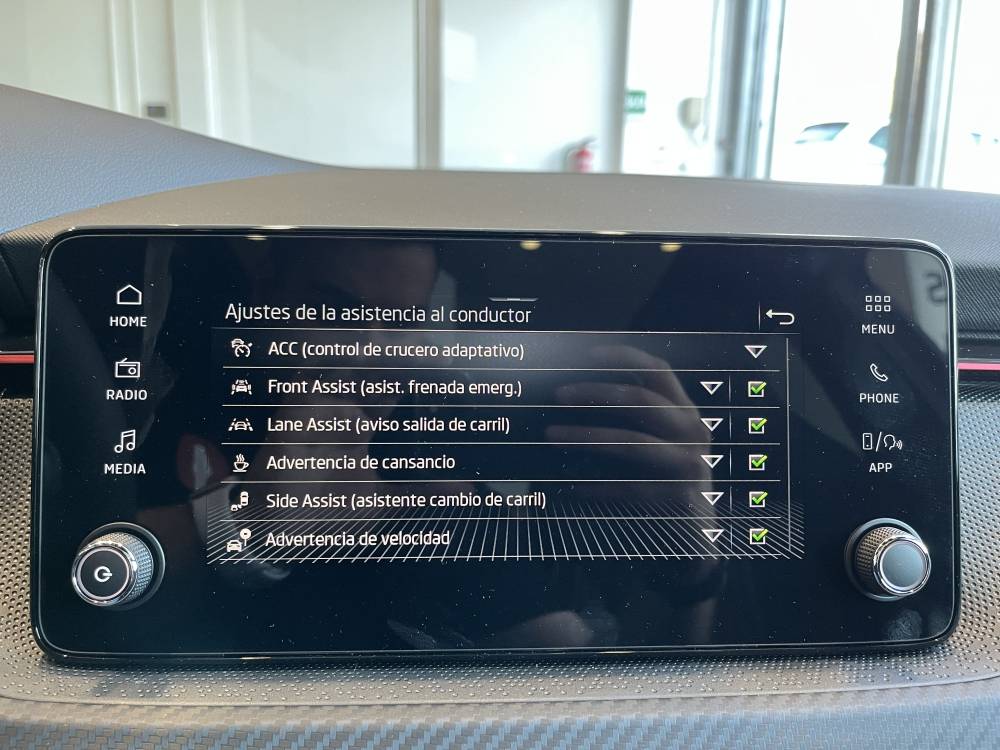 Ajustes de la asistencia al conductor
HOME
RADIO
MEDIA
ACC (control de crucero adaptativo)
Front Assist (asist. frenada emerg.)
Lane Assist (aviso salida de carril)
Advertencia de cansancio
Side Assist (asistente cambio de carril)
Advertencia de velocidad
MENU
PHONE
APP